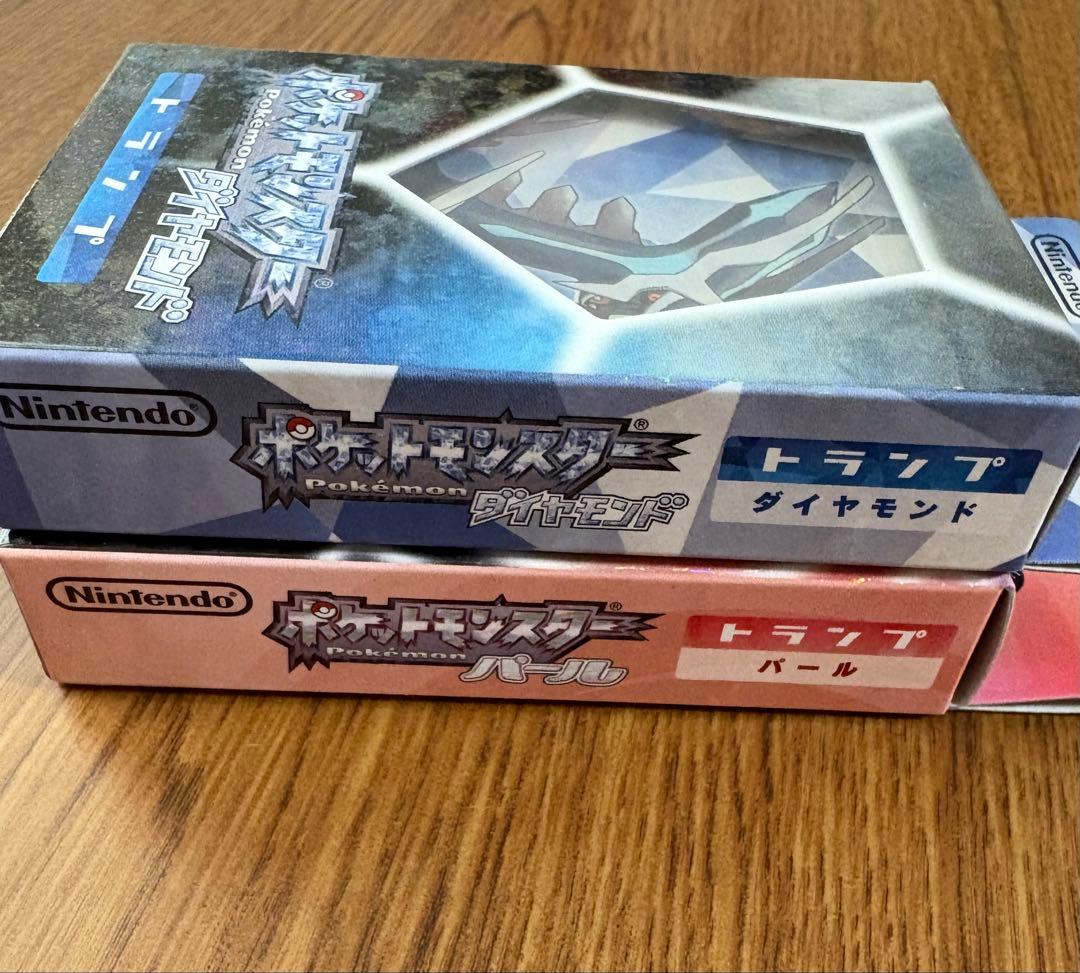 トランプ
ポケットモンスター®
Pokémon
ダイヤモンド
Nintendo
Nintendo®
ポケットモンスター®
Pokémon
ダイヤモンド
トランプ
ダイヤモンド
Nintendo®
ポケットモンスター®
Pokémon
パール
トランプ
パール